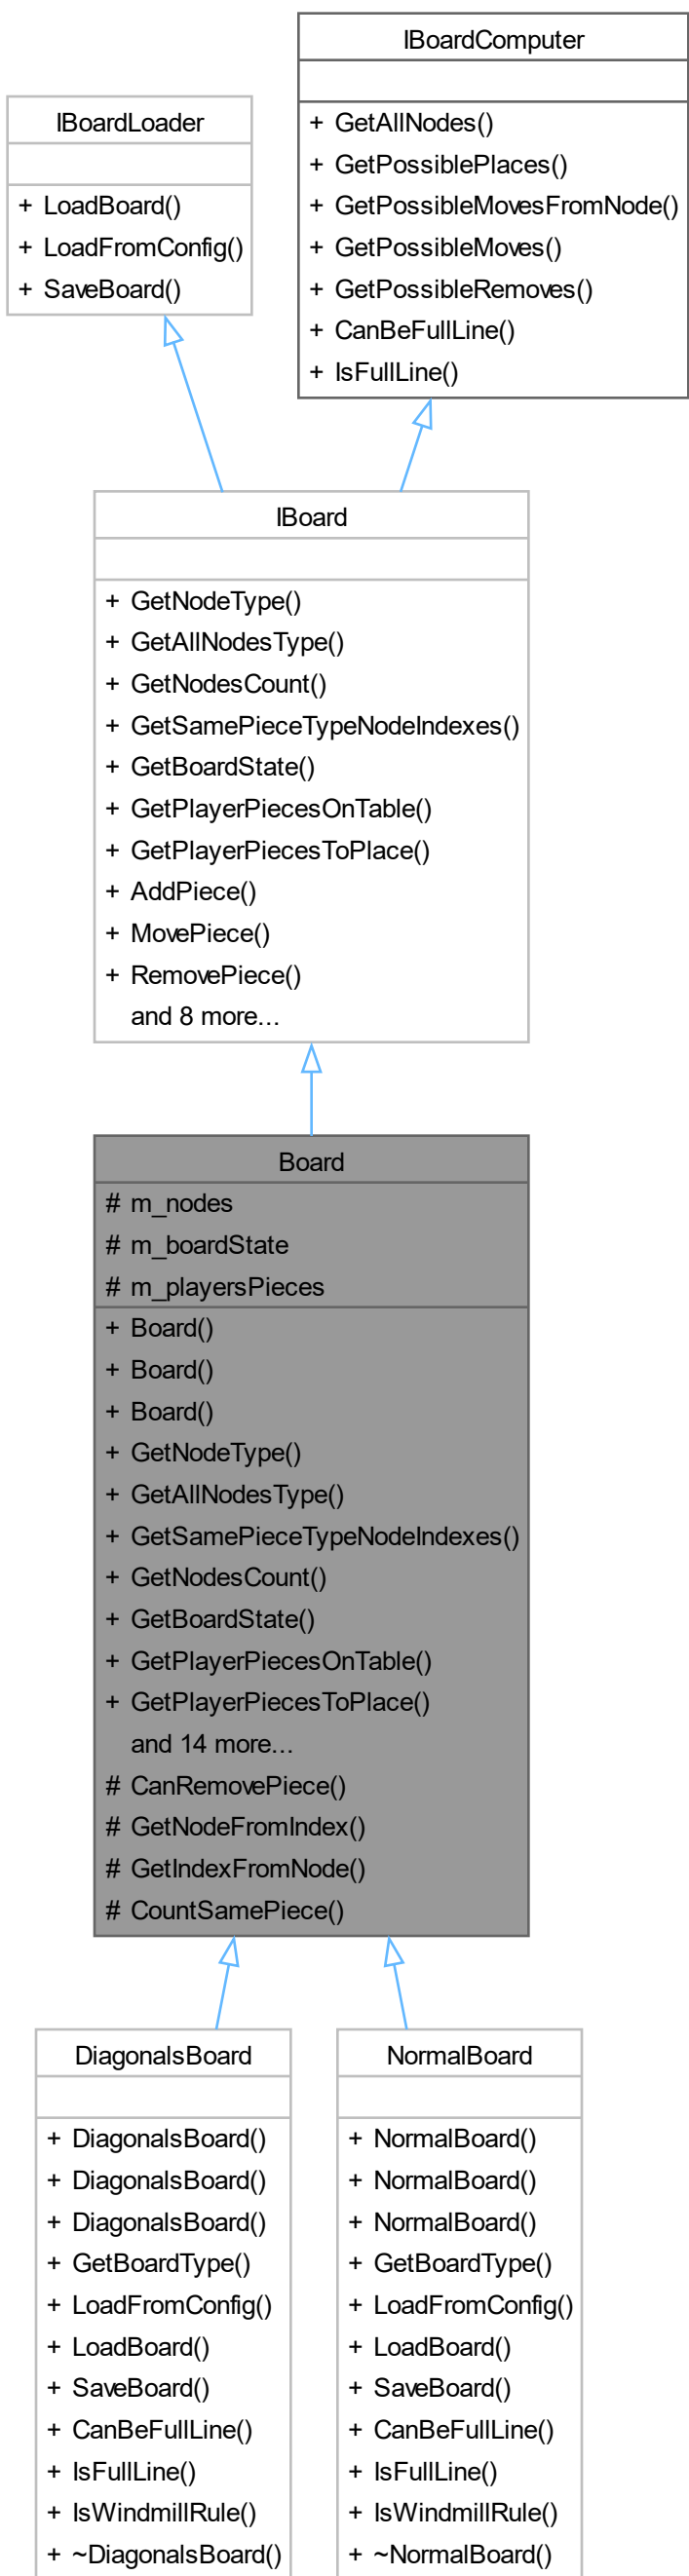 IBoardComputer
+ GetAllNodes()
+ GetPossiblePlaces()
+ GetPossibleMovesFromNode()
+ GetPossibleMoves()
+ GetPossibleRemoves()
+ CanBeFullLine()
+ IsFullLine()
IBoardLoader
+ LoadBoard()
+ LoadFromConfig()
+ SaveBoard()
IBoard
+ GetNodeType()
+ GetAllNodesType()
+ GetNodesCount()
+ GetSamePieceTypeNodeIndexes()
+ GetBoardState()
+ GetPlayerPiecesOnTable()
+ GetPlayerPiecesToPlace()
+ AddPiece()
+ MovePiece()
+ RemovePiece()
and 8 more...
Board
# m_nodes
# m_boardState
# m_playersPieces
+ Board()
+ Board()
+ Board()
+ GetNodeType()
+ GetAllNodesType()
+ GetSamePieceTypeNodeIndexes()
+ GetNodesCount()
+ GetBoardState()
+ GetPlayerPiecesOnTable()
+ GetPlayerPiecesToPlace()
and 14 more...
# CanRemovePiece()
# GetNodeFromIndex()
# GetIndexFromNode()
# CountSamePiece()
DiagonalsBoard
+ DiagonalsBoard()
+ DiagonalsBoard()
+ DiagonalsBoard()
+ GetBoardType()
+ LoadFromConfig()
+ LoadBoard()
+ SaveBoard()
+ CanBeFullLine()
+ IsFullLine()
+ IsWindmillRule()
+ ~DiagonalsBoard()
NormalBoard
+ NormalBoard()
+ NormalBoard()
+ NormalBoard()
+ GetBoardType()
+ LoadFromConfig()
+ LoadBoard()
+ SaveBoard()
+ CanBeFullLine()
+ IsFullLine()
+ IsWindmillRule()
+ ~NormalBoard()